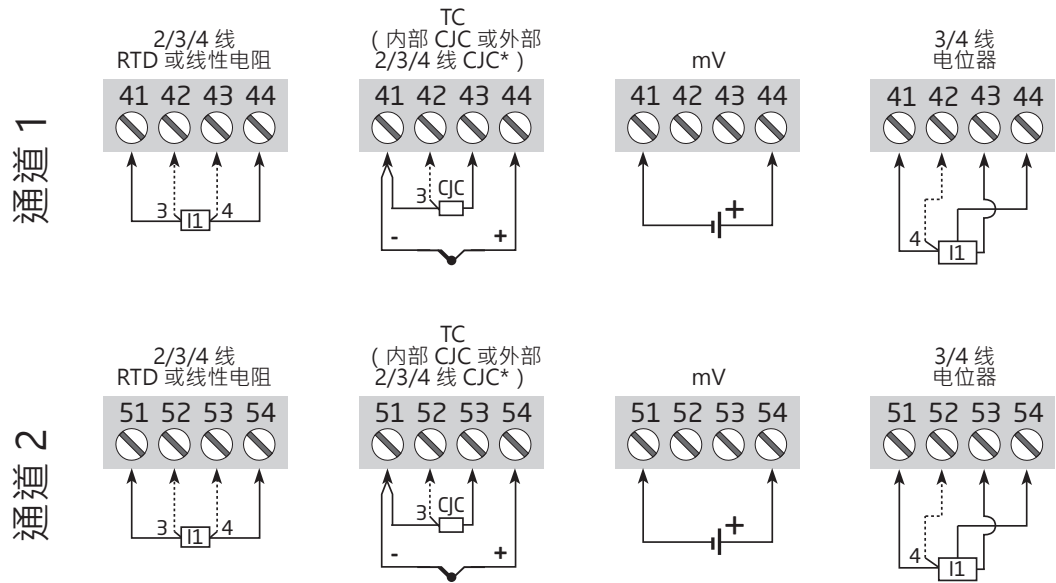 通道 1
2/3/4 线
RTD 或线性电阻
41 42 43 44
3 I1 4
TC
( 内部 CJC 或外部
2/3/4 线 CJC* )
41 42 43 44
3 CJC
- +
mV
41 42 43 44
+
3/4 线
电位器
41 42 43 44
4 I1
通道 2
2/3/4 线
RTD 或线性电阻
51 52 53 54
3 I1 4
TC
( 内部 CJC 或外部
2/3/4 线 CJC* )
51 52 53 54
3 CJC
- +
mV
51 52 53 54
+
3/4 线
电位器
51 52 53 54
4 I1